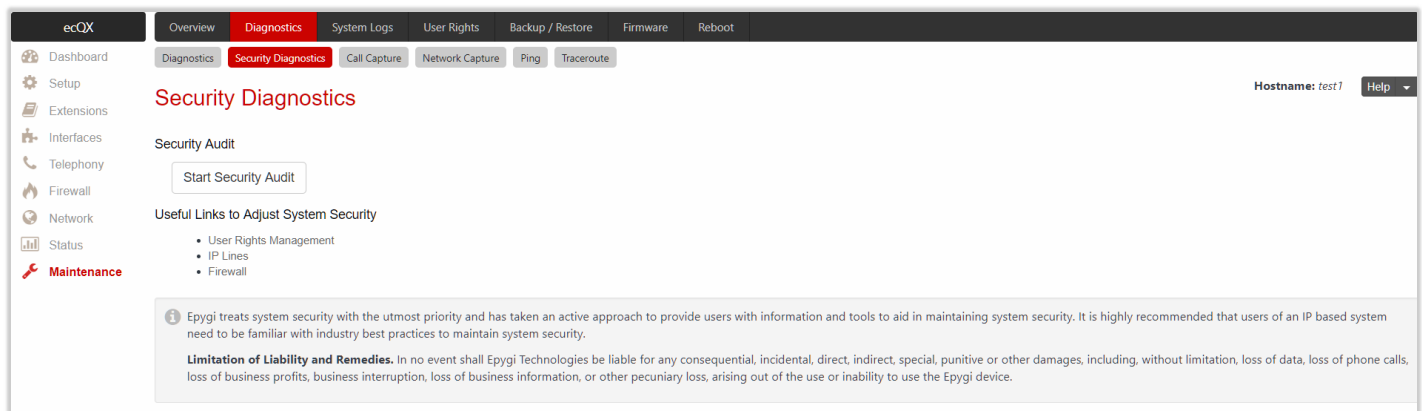 ecQX
Overview Diagnostics System Logs User Rights Backup / Restore Firmware Reboot
Dashboard
Setup
Extensions
Interfaces
Telephony
Firewall
Network
Status
Maintenance
Diagnostics Security Diagnostics Call Capture Network Capture Ping Traceroute
Hostname: test1 Help
Security Diagnostics
Security Audit
Start Security Audit
Useful Links to Adjust System Security
• User Rights Management
• IP Lines
• Firewall
Epygi treats system security with the utmost priority and has taken an active approach to provide users with information and tools to aid in maintaining system security. It is highly recommended that users of an IP based system
need to be familiar with industry best practices to maintain system security.
Limitation of Liability and Remedies. In no event shall Epygi Technologies be liable for any consequential, incidental, direct, indirect, special, punitive or other damages, including, without limitation, loss of data, loss of phone calls,
loss of business profits, business interruption, loss of business information, or other pecuniary loss, arising out of the use or inability to use the Epygi device.